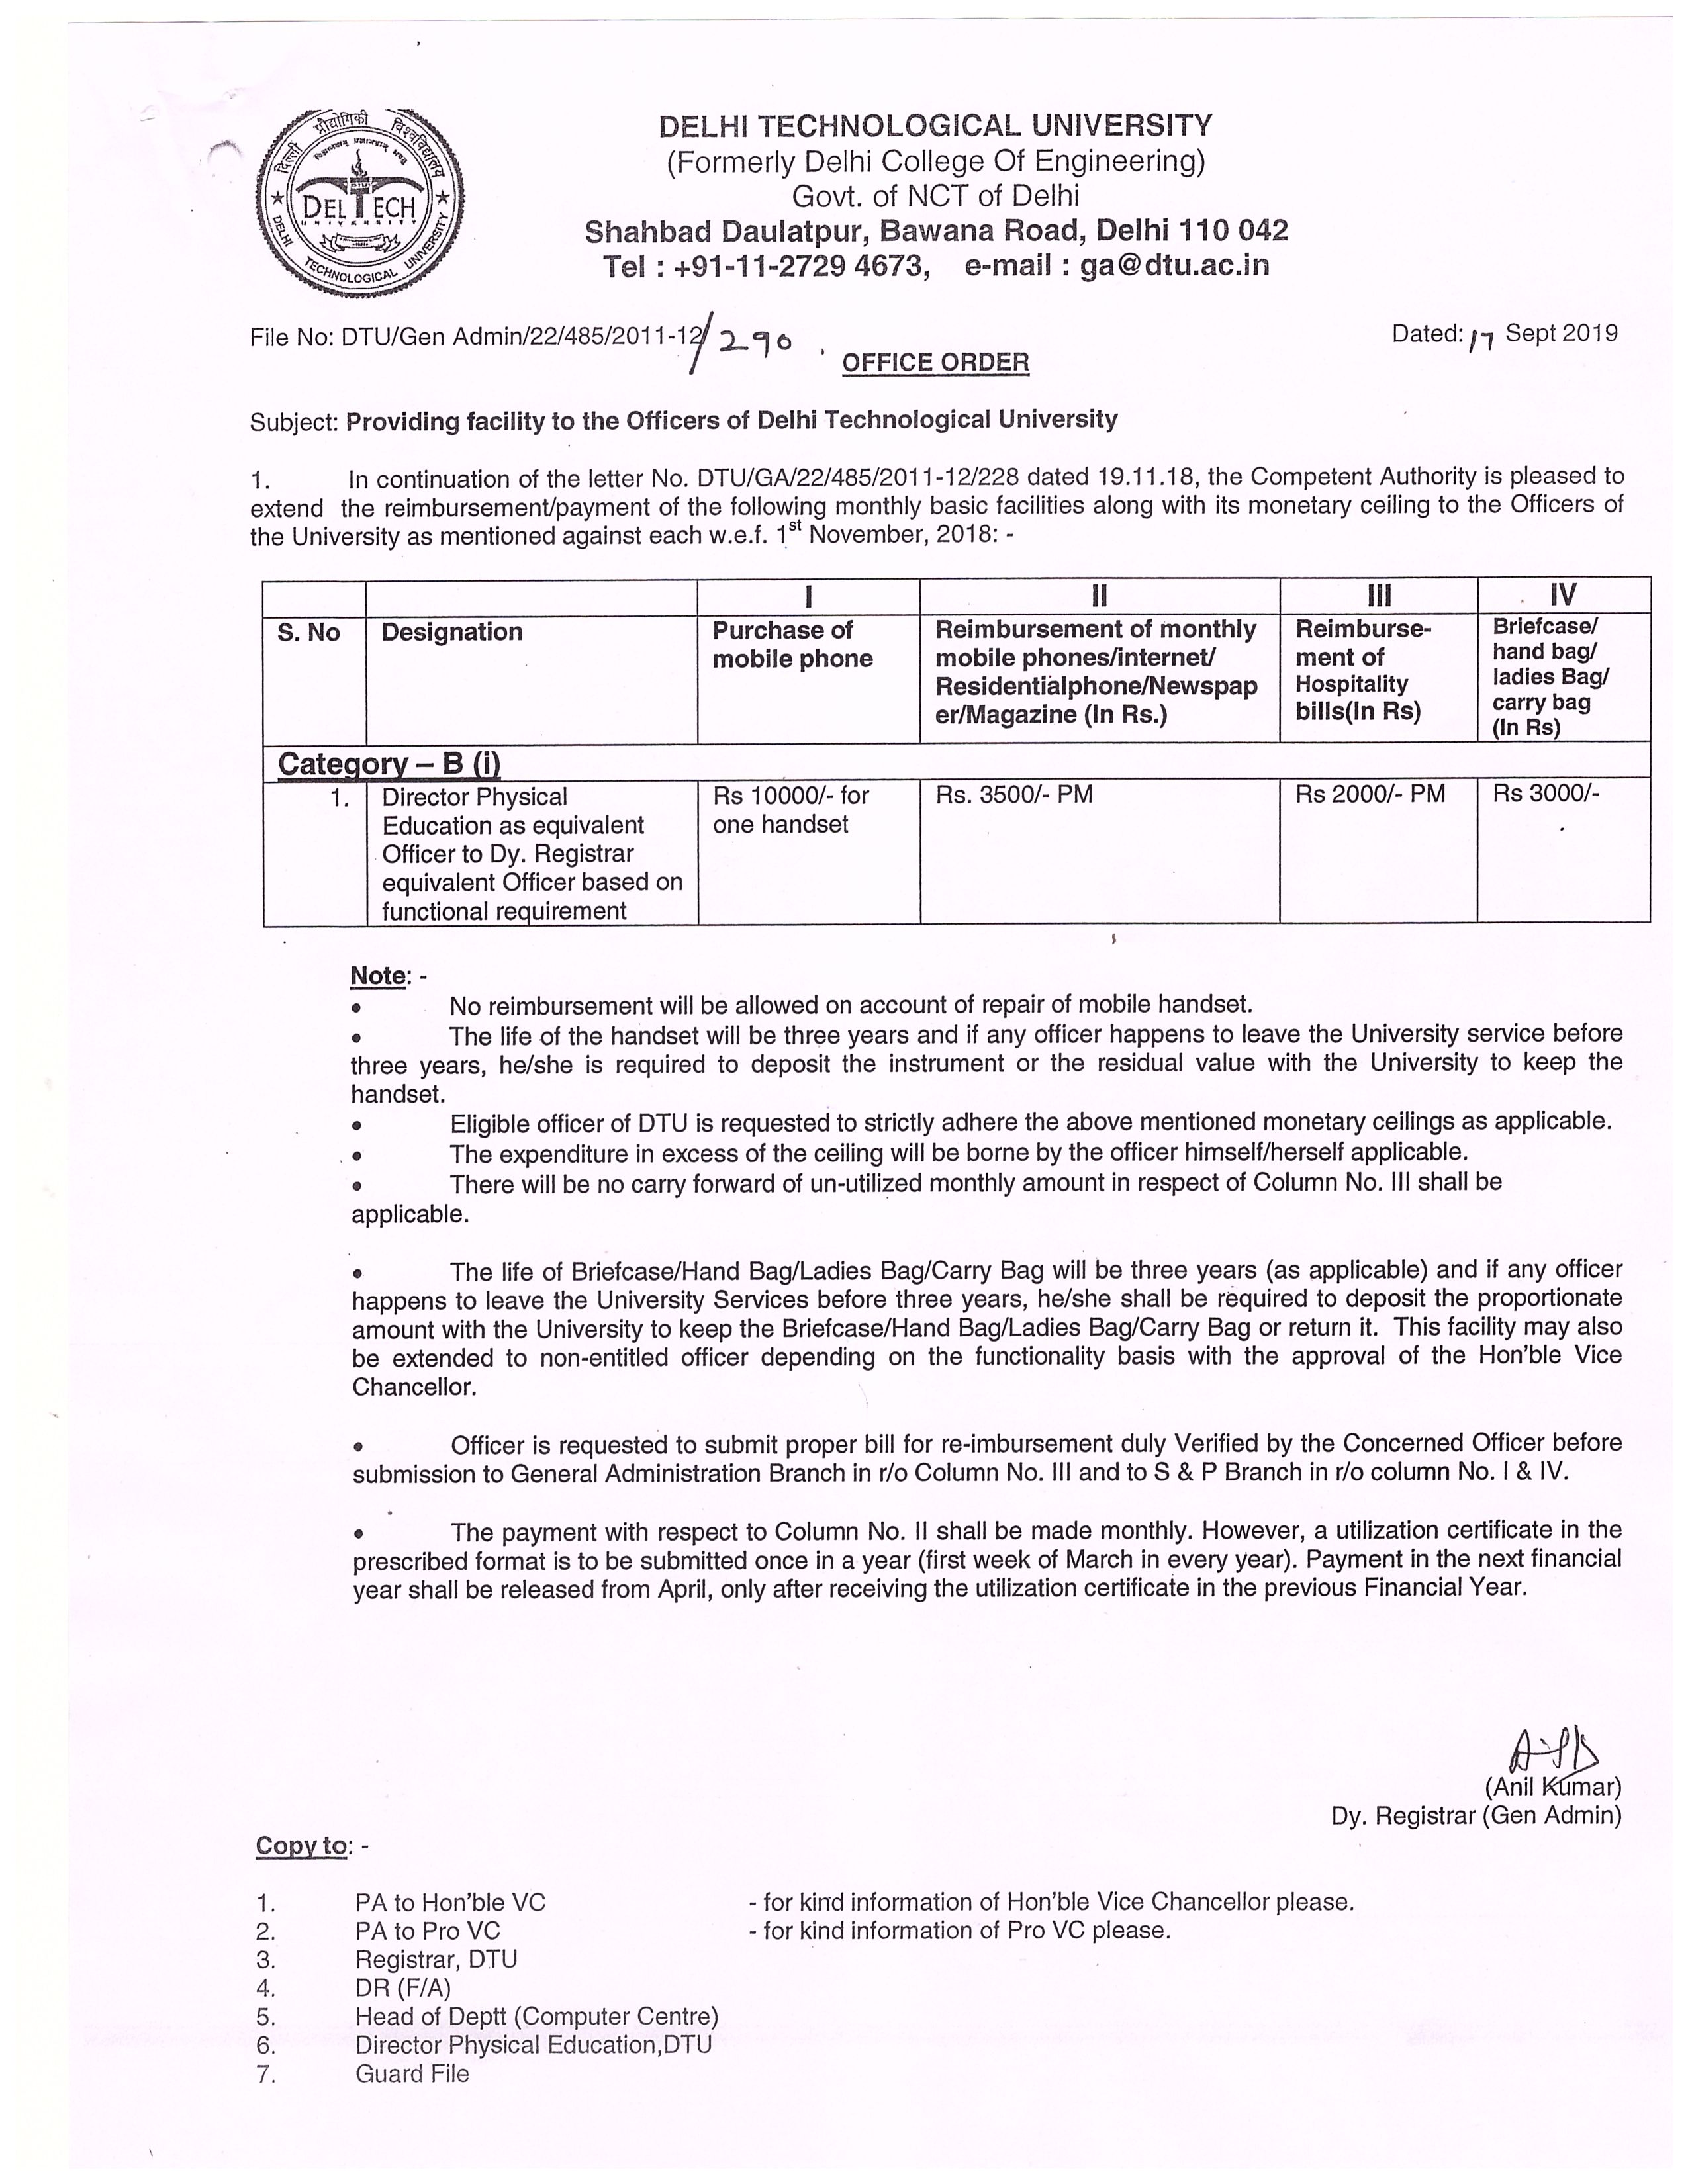 दिल्ली प्रौद्योगिकी विश्वविद्यालय
DELTECH
UNIVERSITY
DELHI TECHNOLOGICAL UNIVERSITY
DELHI TECHNOLOGICAL UNIVERSITY
(Formerly Delhi College Of Engineering)
Govt. of NCT of Delhi
Shahbad Daulatpur, Bawana Road, Delhi 110 042
Tel : +91-11-2729 4673, e-mail : ga@dtu.ac.in
File No: DTU/Gen Admin/22/485/2011-12/290
Dated: 17 Sept 2019
OFFICE ORDER
Subject: Providing facility to the Officers of Delhi Technological University
1. In continuation of the letter No. DTU/GA/22/485/2011-12/228 dated 19.11.18, the Competent Authority is pleased to
extend the reimbursement/payment of the following monthly basic facilities along with its monetary ceiling to the Officers of
the University as mentioned against each w.e.f. 1st November, 2018: -
I II III IV
S. No Designation
Purchase of
mobile phone
Reimbursement of monthly
mobile phones/internet/
Residentialphone/Newspap
er/Magazine (In Rs.)
Reimburse-
ment of
Hospitality
bills(In Rs)
Briefcase/
hand bag/
ladies Bag/
carry bag
(In Rs)
Category – B (i)
1.
Director Physical
Education as equivalent
Officer to Dy. Registrar
equivalent Officer based on
functional requirement
Rs 10000/- for
one handset
Rs. 3500/- PM
Rs 2000/- PM
Rs 3000/-
Note: -
• No reimbursement will be allowed on account of repair of mobile handset.
• The life of the handset will be three years and if any officer happens to leave the University service before
three years, he/she is required to deposit the instrument or the residual value with the University to keep the
handset.
• Eligible officer of DTU is requested to strictly adhere the above mentioned monetary ceilings as applicable.
• The expenditure in excess of the ceiling will be borne by the officer himself/herself applicable.
• There will be no carry forward of un-utilized monthly amount in respect of Column No. III shall be
applicable.
• The life of Briefcase/Hand Bag/Ladies Bag/Carry Bag will be three years (as applicable) and if any officer
happens to leave the University Services before three years, he/she shall be required to deposit the proportionate
amount with the University to keep the Briefcase/Hand Bag/Ladies Bag/Carry Bag or return it. This facility may also
be extended to non-entitled officer depending on the functionality basis with the approval of the Hon'ble Vice
Chancellor.
• Officer is requested to submit proper bill for re-imbursement duly Verified by the Concerned Officer before
submission to General Administration Branch in r/o Column No. III and to S & P Branch in r/o column No. I & IV.
• The payment with respect to Column No. II shall be made monthly. However, a utilization certificate in the
prescribed format is to be submitted once in a year (first week of March in every year). Payment in the next financial
year shall be released from April, only after receiving the utilization certificate in the previous Financial Year.
(Anil Kumar)
Dy. Registrar (Gen Admin)
Copy to: -
1. PA to Hon'ble VC - for kind information of Hon'ble Vice Chancellor please.
2. PA to Pro VC - for kind information of Pro VC please.
3. Registrar, DTU
4. DR (F/A)
5. Head of Deptt (Computer Centre)
6. Director Physical Education,DTU
7. Guard File